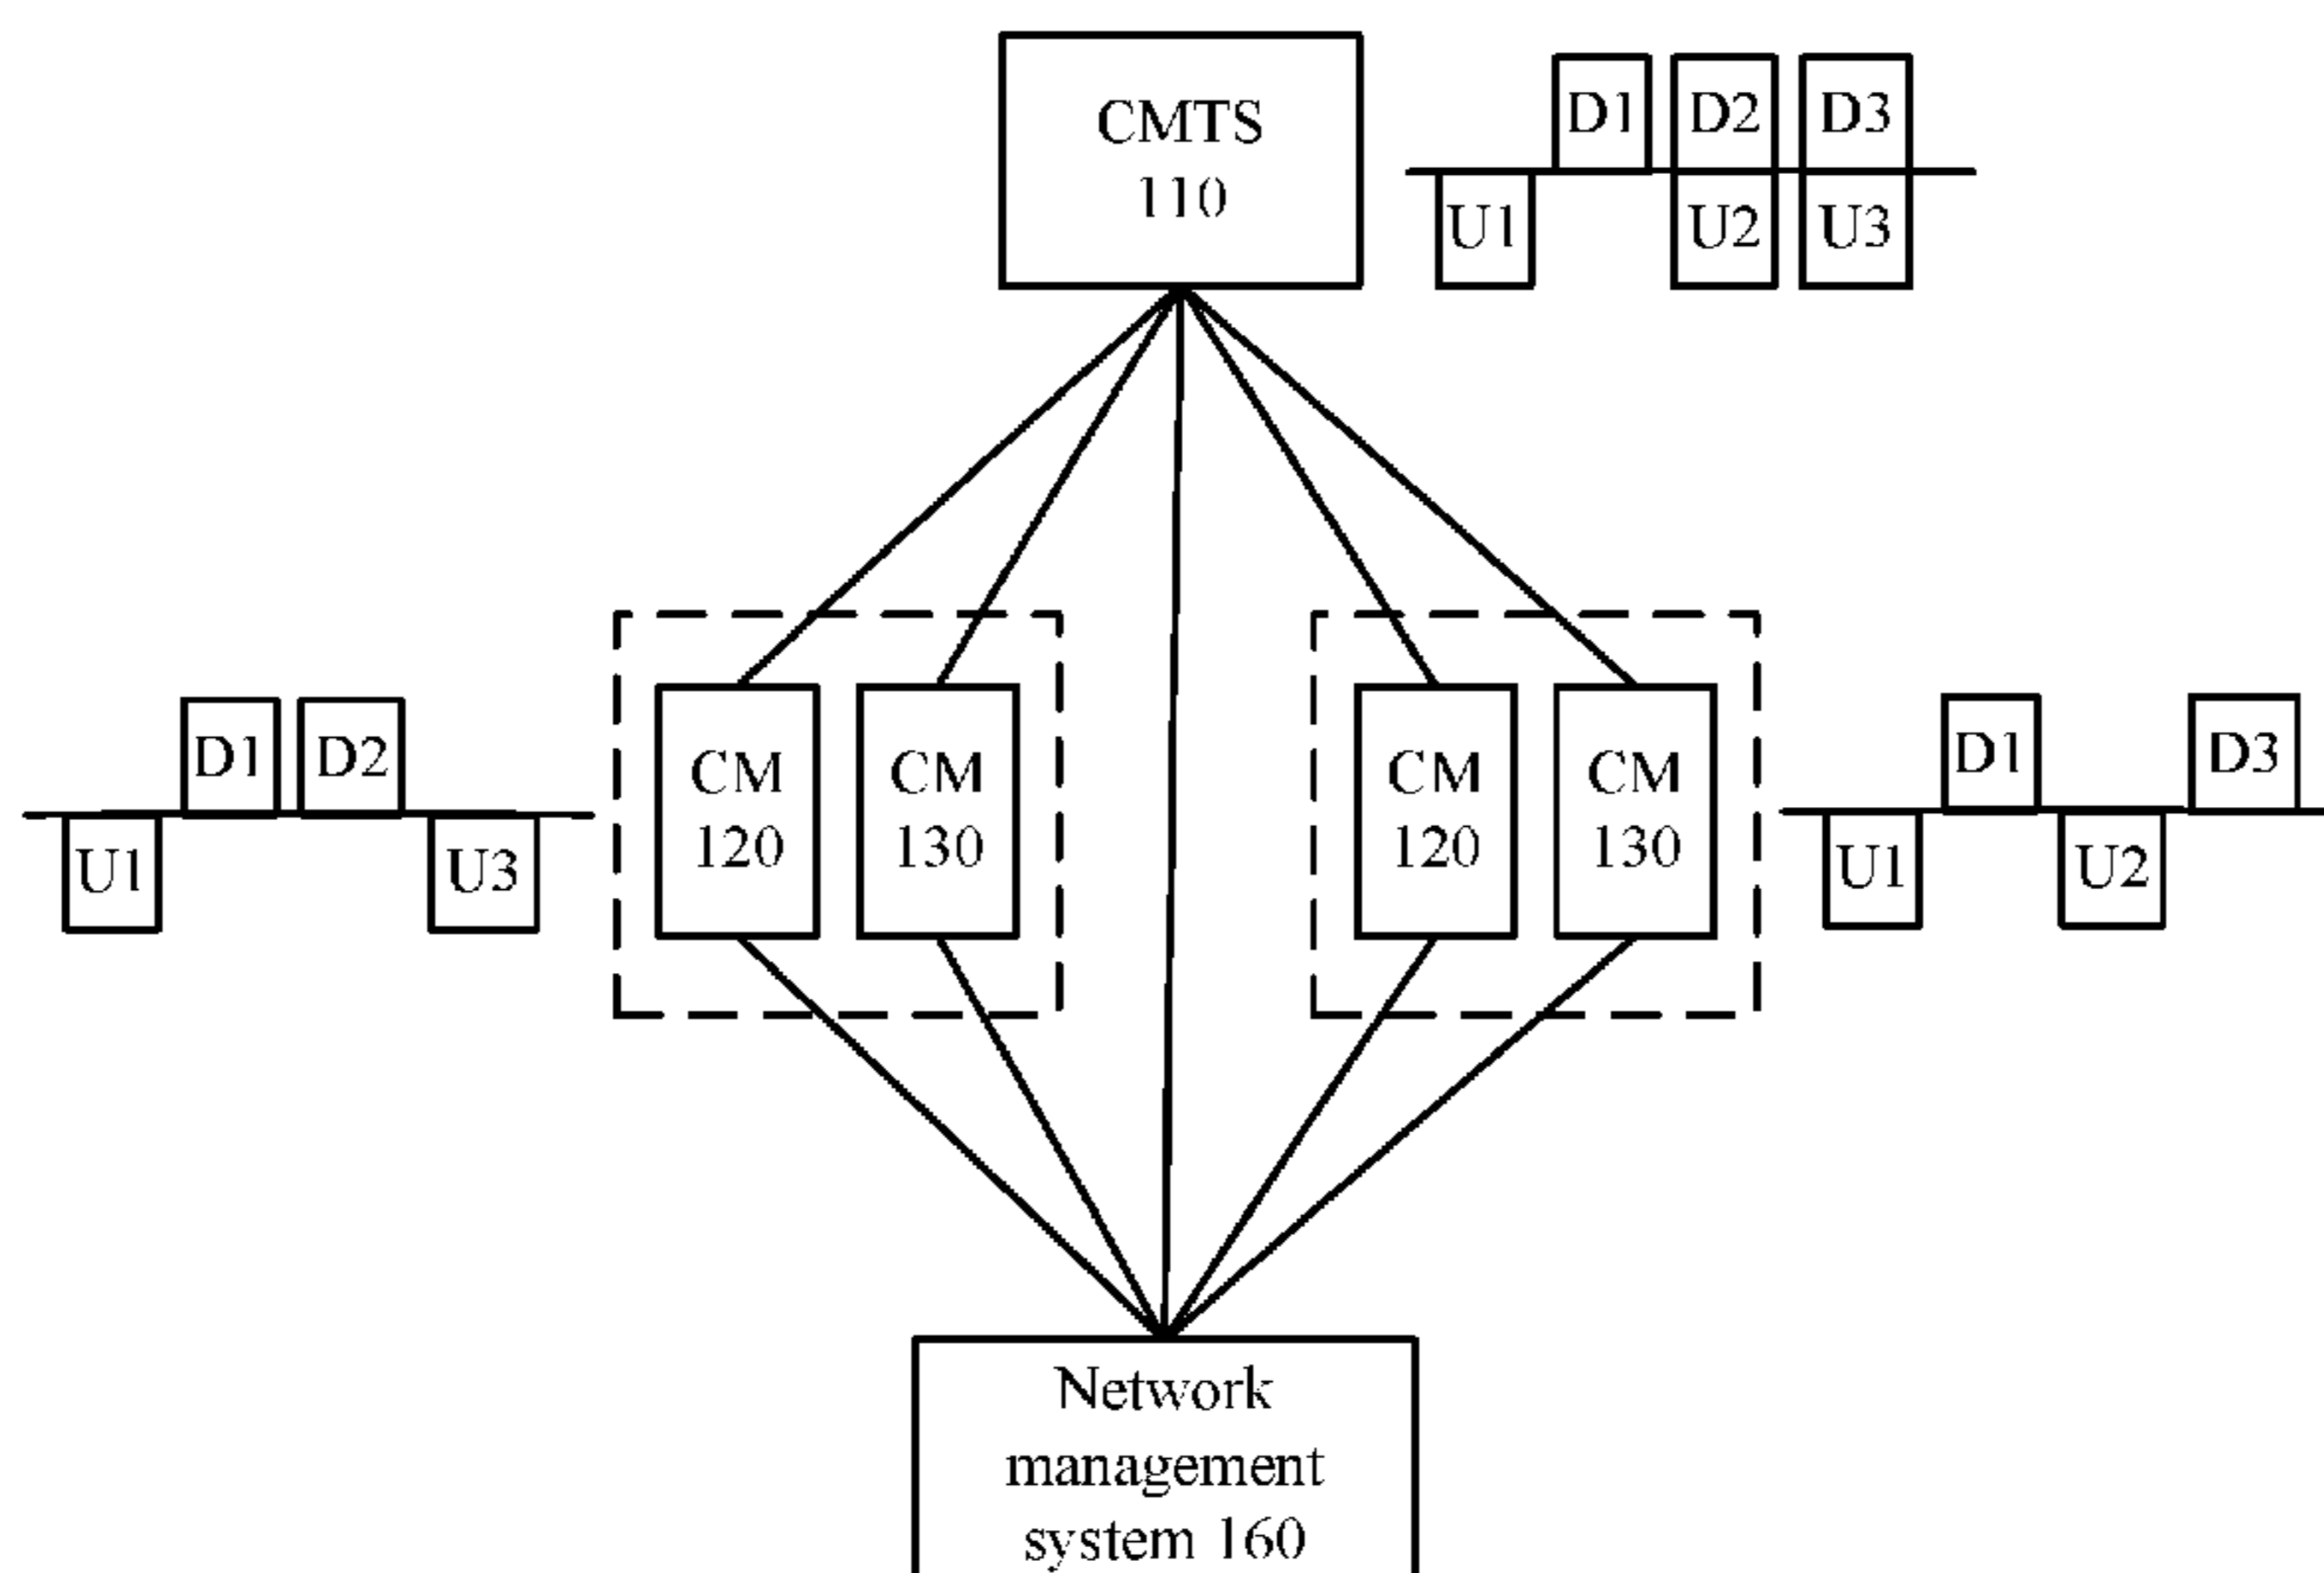 CMTS
110
D1 D2 D3
U1 U2 U3
D1 D2
U1 U3
CM
120
CM
130
CM
120
CM
130
D1 D3
U1 U2
Network
management
system 160